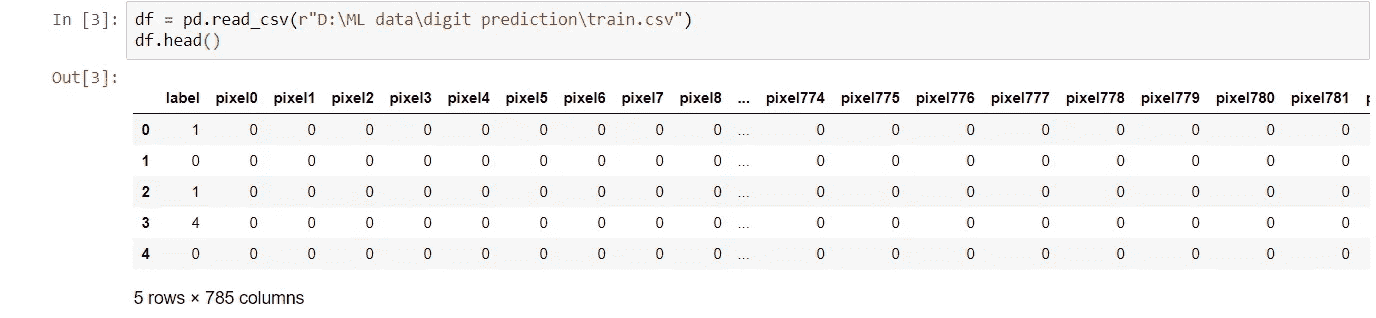 In [3]: df = pd.read_csv(r"D:\ML data\digit prediction\train.csv")
df.head()
Out[3]:
label pixel0 pixel1 pixel2 pixel3 pixel4 pixel5 pixel6 pixel7 pixel8 ... pixel774 pixel775 pixel776 pixel777 pixel778 pixel779 pixel780 pixel781
0 1 0 0 0 0 0 0 0 0 0 ... 0 0 0 0 0 0 0 0
1 0 0 0 0 0 0 0 0 0 0 ... 0 0 0 0 0 0 0 0
2 1 0 0 0 0 0 0 0 0 0 ... 0 0 0 0 0 0 0 0
3 4 0 0 0 0 0 0 0 0 0 ... 0 0 0 0 0 0 0 0
4 0 0 0 0 0 0 0 0 0 0 ... 0 0 0 0 0 0 0 0
5 rows × 785 columns